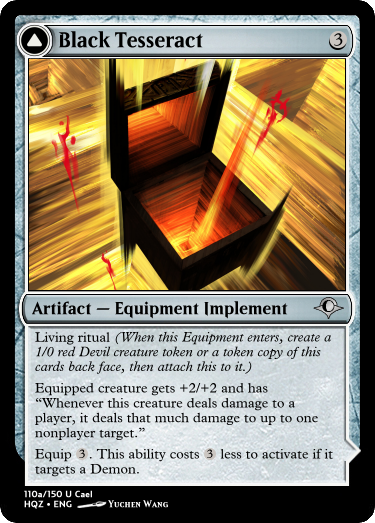 Black Tesseract 3
Artifact — Equipment Implement
Living ritual (When this Equipment enters, create a
1/0 red Devil creature token or a token copy of this
cards back face, then attach this to it.)
Equipped creature gets +2/+2 and has
“Whenever this creature deals damage to a
player, it deals that much damage to up to one
nonplayer target.”
Equip 3. This ability costs 3 less to activate if it
targets a Demon.
110a/150 U Cael
HQZ • ENG Yuchen Wang